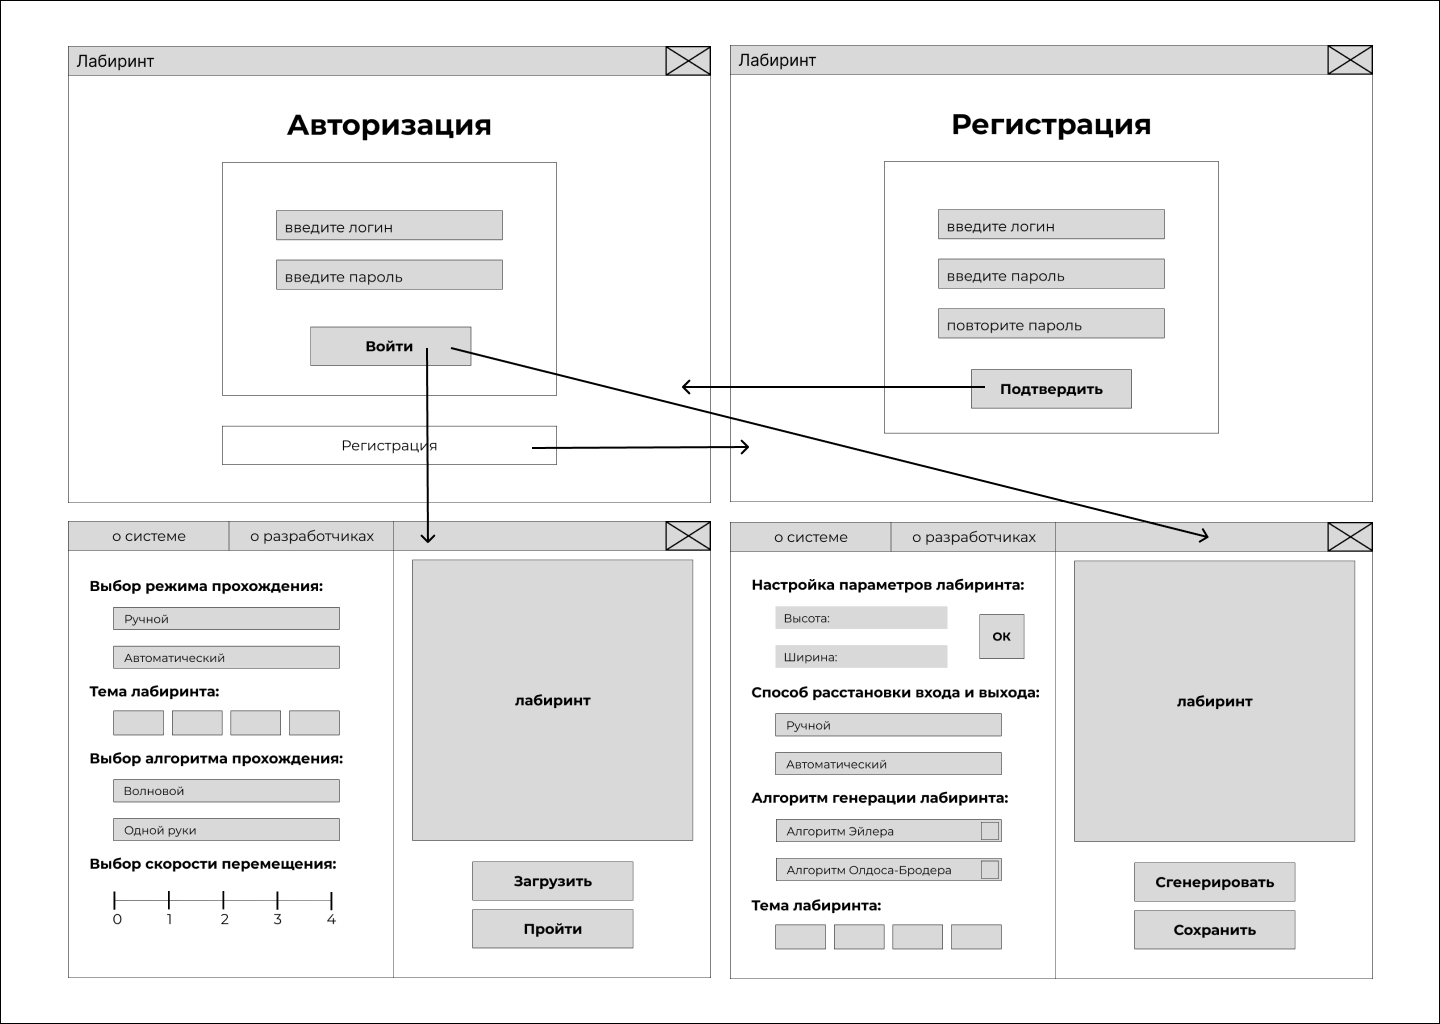 Лабиринт
Авторизация
введите логин
введите пароль
Войти
Регистрация
Лабиринт
Регистрация
введите логин
введите пароль
повторите пароль
Подтвердить
о системе
о разработчиках
Выбор режима прохождения:
Ручной
Автоматический
Тема лабиринта:
Выбор алгоритма прохождения:
Волновой
Одной руки
Выбор скорости перемещения:
0 1 2 3 4
лабиринт
Загрузить
Пройти
о системе
о разработчиках
Настройка параметров лабиринта:
Высота:
Ширина:
ОК
Способ расстановки входа и выхода:
Ручной
Автоматический
Алгоритм генерации лабиринта:
Алгоритм Эйлера
Алгоритм Олдоса-Бродера
Тема лабиринта:
лабиринт
Сгенерировать
Сохранить